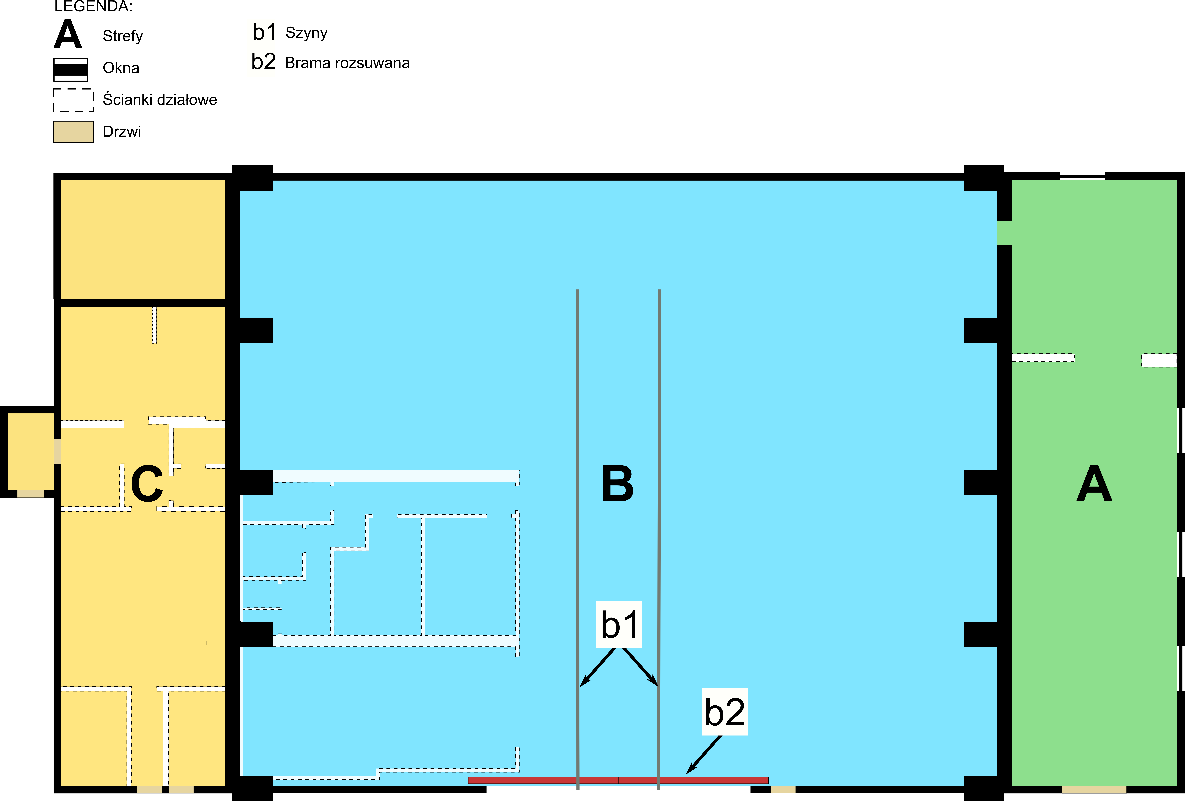 LEGENDA:
A Strefy
Okna
Ścianki działowe
Drzwi
b1 Szyny
b2 Brama rozsuwana
C
B
A
b1
b2